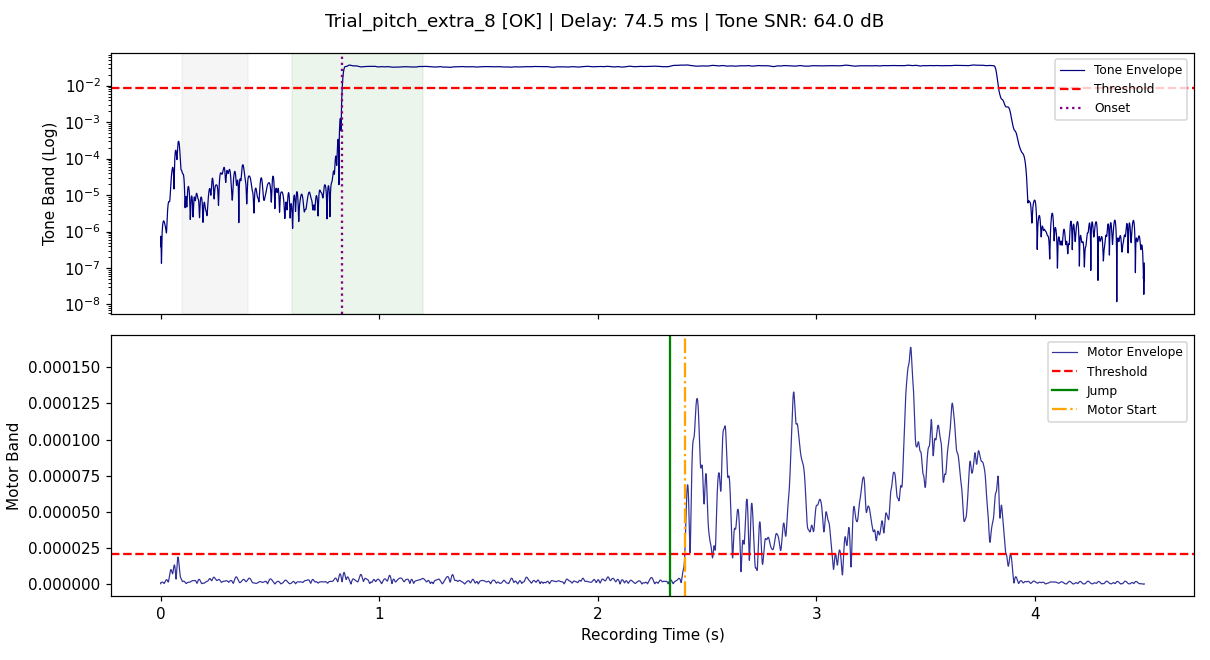 Trial_pitch_extra_8 [OK] | Delay: 74.5 ms | Tone SNR: 64.0 dB
Tone Band (Log)
10⁻²
10⁻³
10⁻⁴
10⁻⁵
10⁻⁶
10⁻⁷
10⁻⁸
Tone Envelope
Threshold
Onset
Motor Band
0.000150
0.000125
0.000100
0.000075
0.000050
0.000025
0.000000
Motor Envelope
Threshold
Jump
Motor Start
0 1 2 3 4
Recording Time (s)